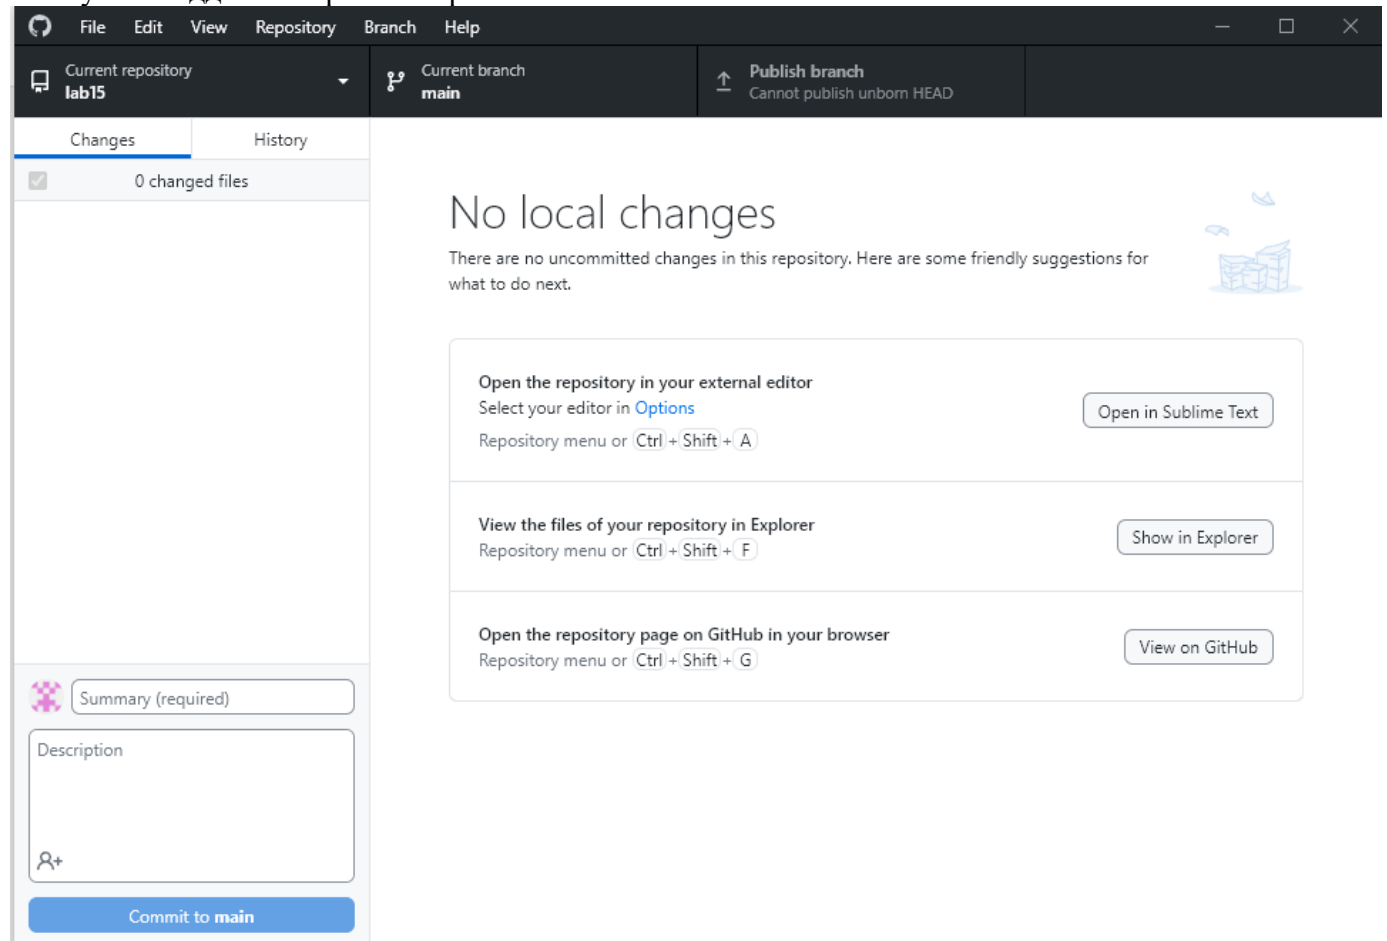 File Edit View Repository Branch Help
Current repository
lab15
Current branch
main
Publish branch
Cannot publish unborn HEAD
Changes History
0 changed files
No local changes
There are no uncommitted changes in this repository. Here are some friendly suggestions for
what to do next.
Open the repository in your external editor
Select your editor in Options
Repository menu or Ctrl + Shift + A
Open in Sublime Text
View the files of your repository in Explorer
Repository menu or Ctrl + Shift + F
Show in Explorer
Open the repository page on GitHub in your browser
Repository menu or Ctrl + Shift + G
View on GitHub
Summary (required)
Description
Commit to main